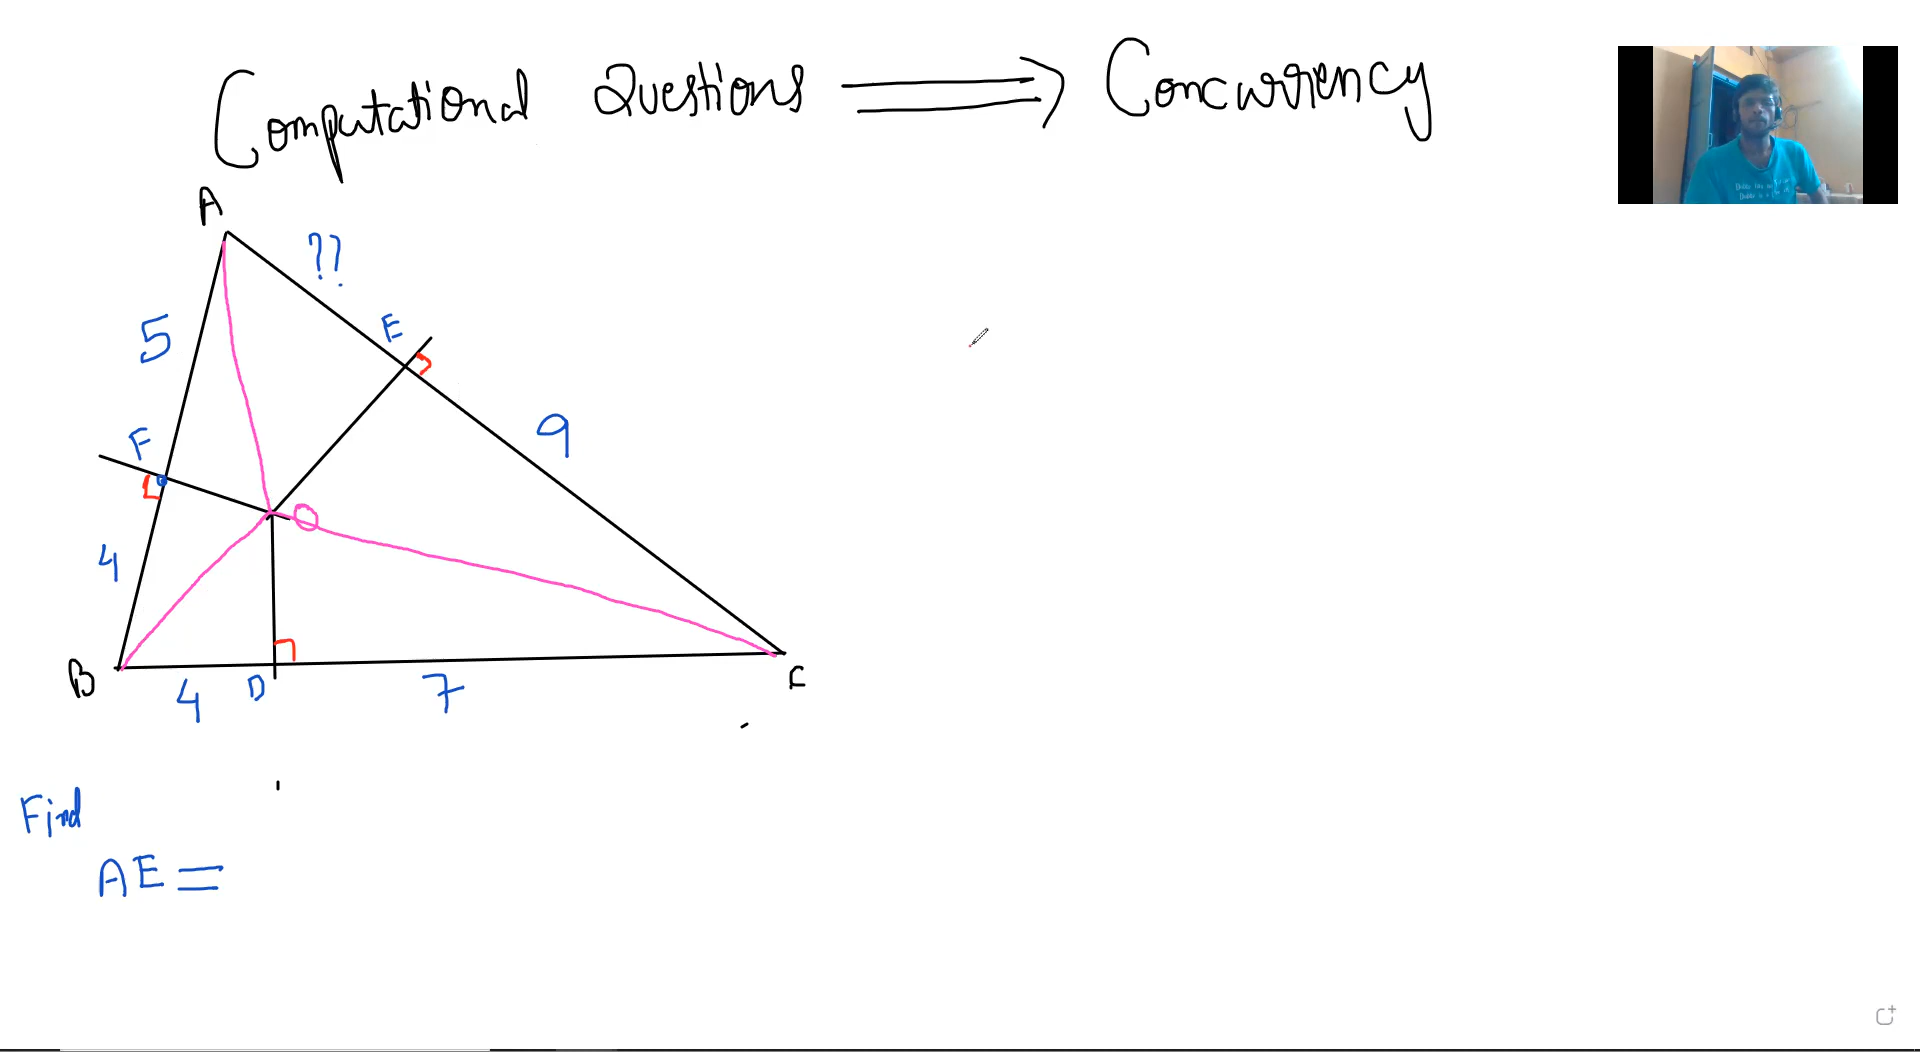 Computational Questions ⟹ Concurrency
A
??
5
E
F
9
O
4
B
4 D 7
C
Find
AE =